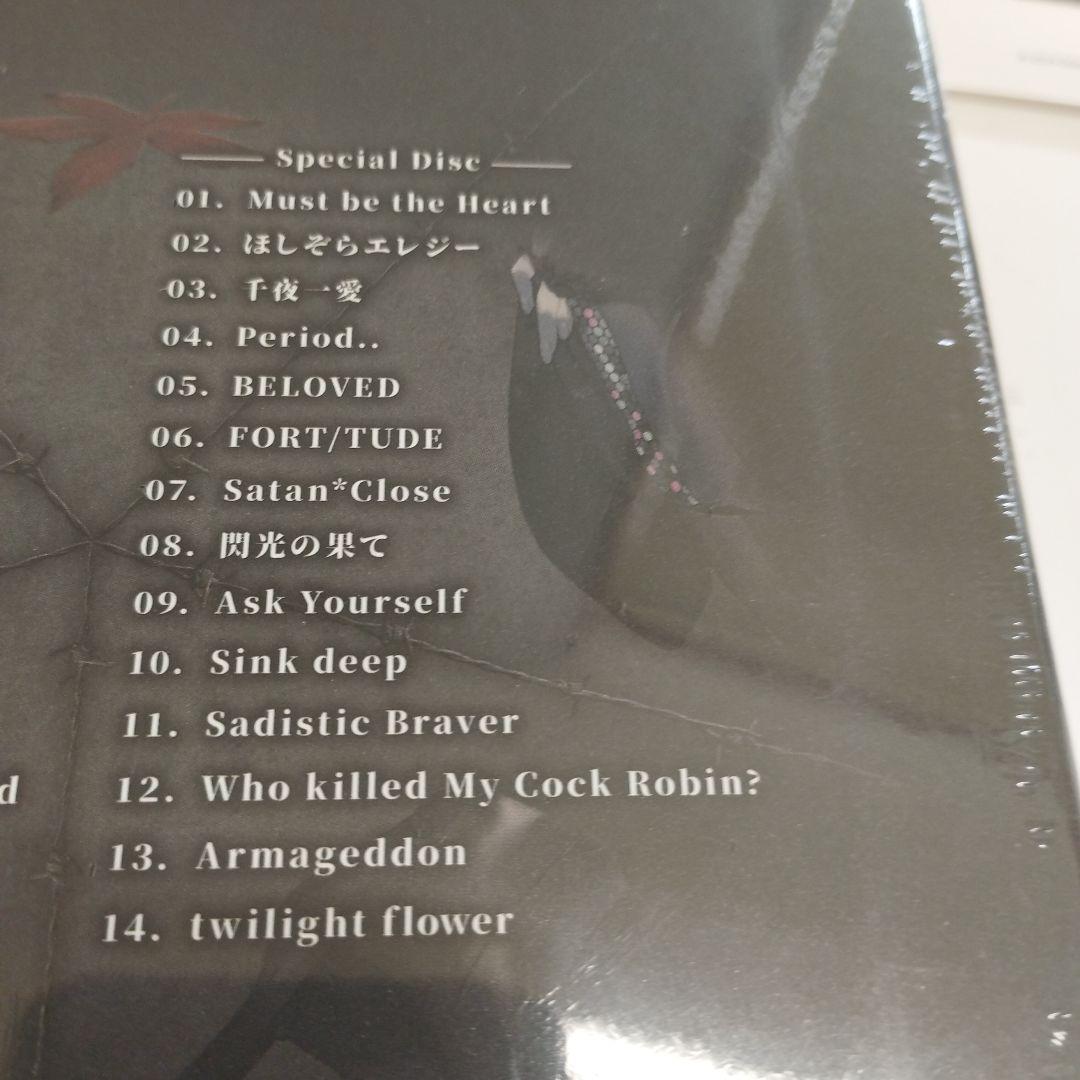 Special Disc
01. Must be the Heart
02. ほしぞらエレジー
03. 千夜一愛
04. Period..
05. BELOVED
06. FORT/TUDE
07. Satan*Close
08. 閃光の果て
09. Ask Yourself
10. Sink deep
11. Sadistic Braver
d
12. Who killed My Cock Robin?
13. Armageddon
14. twilight flower